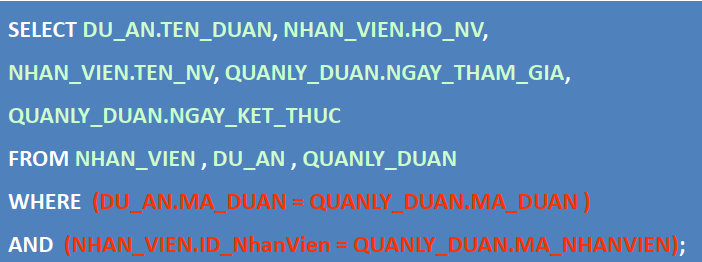 SELECT DU_AN.TEN_DUAN, NHAN_VIEN.HO_NV,
NHAN_VIEN.TEN_NV, QUANLY_DUAN.NGAY_THAM_GIA,
QUANLY_DUAN.NGAY_KET_THUC
FROM NHAN_VIEN , DU_AN , QUANLY_DUAN
WHERE (DU_AN.MA_DUAN = QUANLY_DUAN.MA_DUAN )
AND (NHAN_VIEN.ID_NhanVien = QUANLY_DUAN.MA_NHANVIEN);